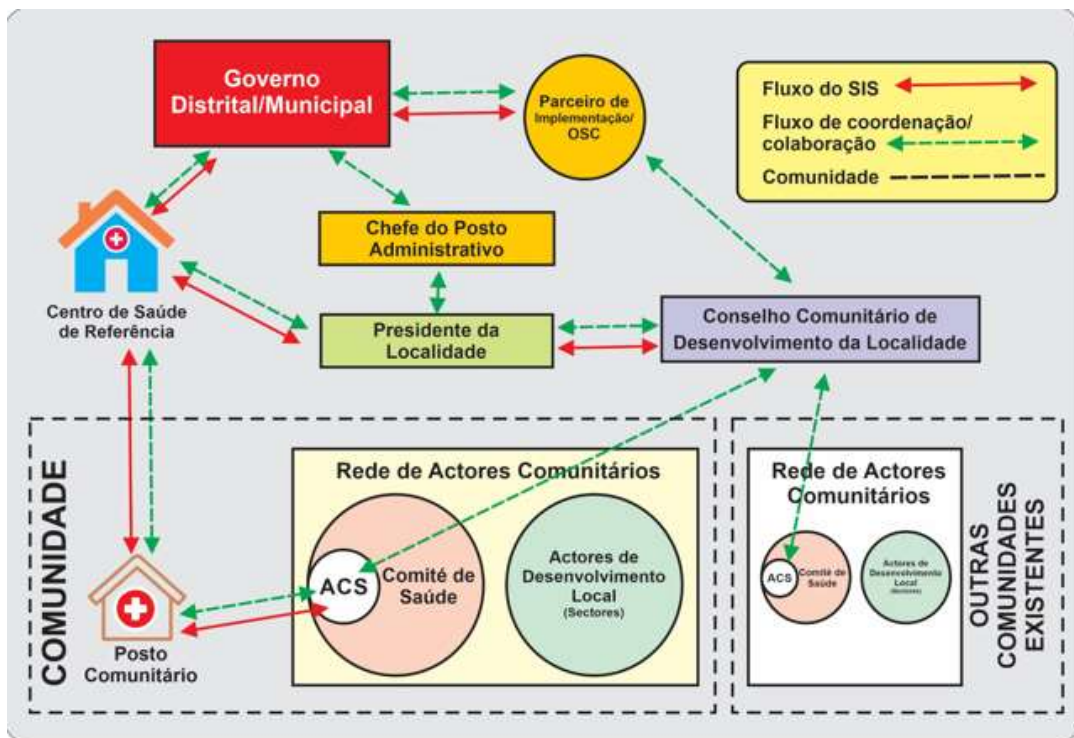 Governo
Distrital/Municipal
Parceiro de
Implementação/
OSC
Fluxo do SIS
Fluxo de coordenação/
colaboração
Comunidade
Chefe do Posto
Administrativo
Centro de Saúde
de Referência
Presidente da
Localidade
Conselho Comunitário de
Desenvolvimento da Localidade
COMUNIDADE
Posto
Comunitário
Rede de Actores Comunitários
ACS
Comité de
Saúde
Actores de
Desenvolvimento
Local
(Sectores)
Rede de Actores
Comunitários
ACS
Comité de
Saúde
Actores de
Desenvolvimento
Local
(Sectores)
OUTRAS
COMUNIDADES
EXISTENTES